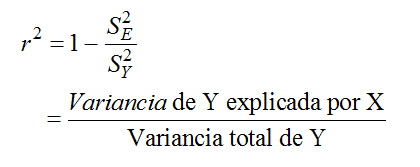 r² = 1 − S²_E / S²_Y
= Variancia de Y explicada por X / Variancia total de Y